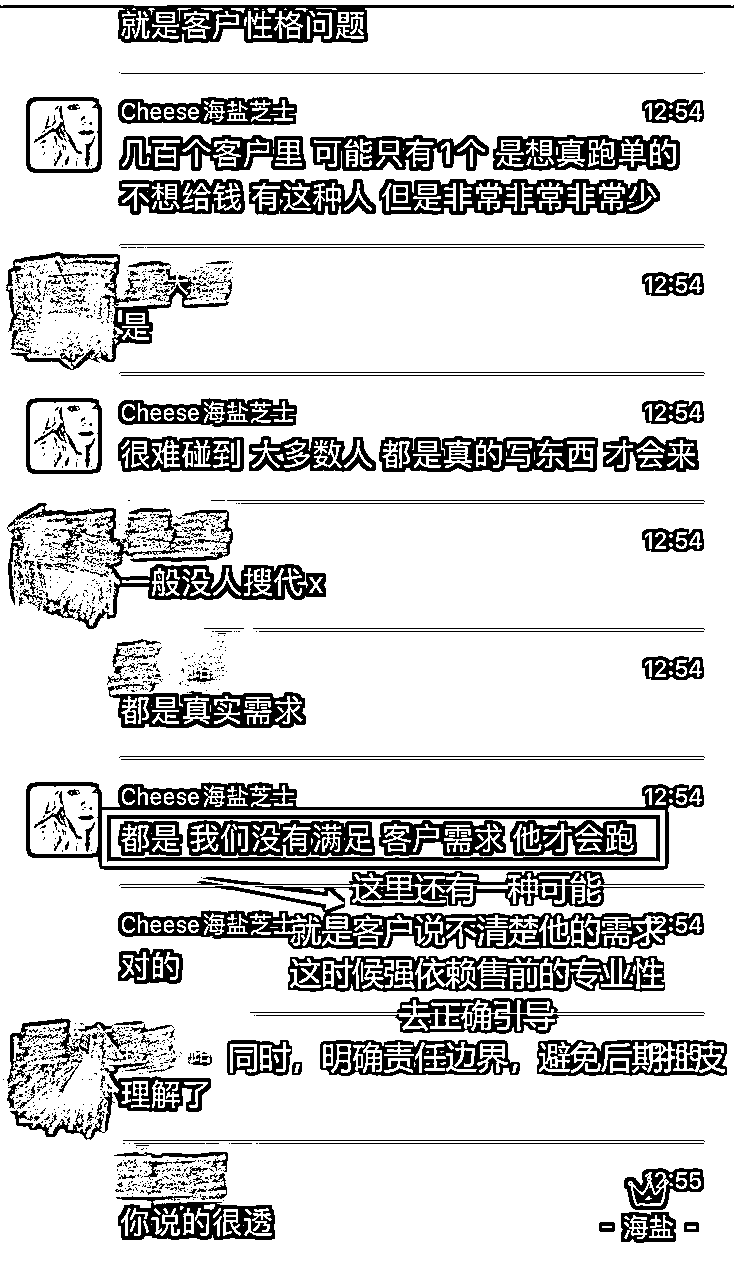 就是客户性格问题
Cheese海盐芝士 12:54
几百个客户里 可能只有1个 是想真跑单的
不想给钱 有这种人 但是非常非常非常少
大 12:54
是
Cheese海盐芝士 12:54
很难碰到 大多数人 都是真的写东西 才会来
12:54
一般没人搜代x
12:54
都是真实需求
Cheese海盐芝士 12:54
都是 我们没有满足 客户需求 他才会跑
这里还有一种可能
Cheese海盐芝士 12:54
就是客户说不清楚他的需求
对的
这时候强依赖售前的专业性
去正确引导
同时，明确责任边界，避免后期扯皮
理解了
12:55
你说的很透
- 海盐 -